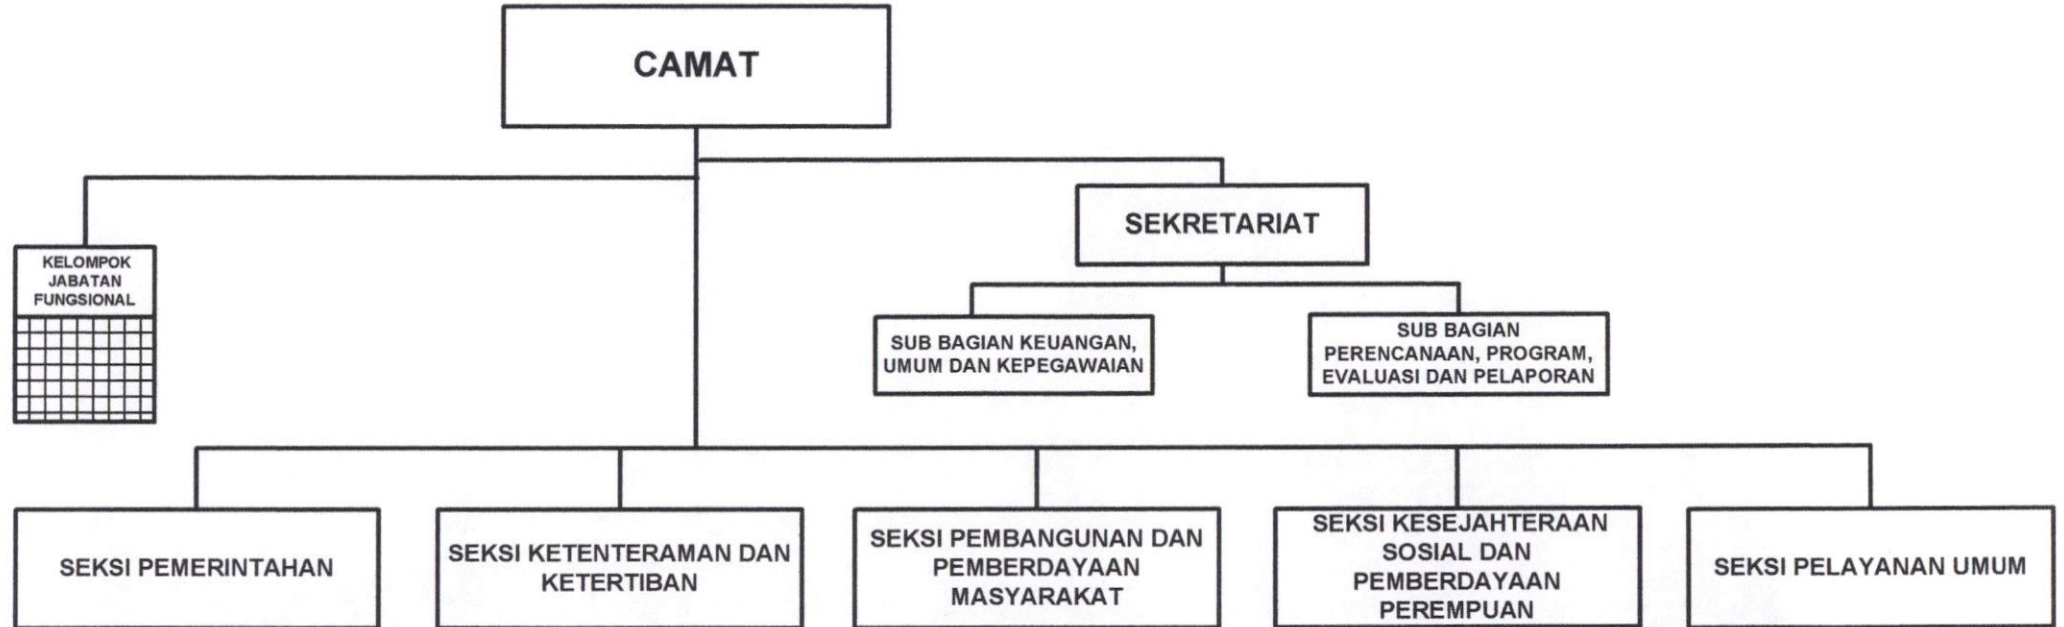 CAMAT
SEKRETARIAT
KELOMPOK
JABATAN
FUNGSIONAL
SUB BAGIAN KEUANGAN,
UMUM DAN KEPEGAWAIAN
SUB BAGIAN
PERENCANAAN, PROGRAM,
EVALUASI DAN PELAPORAN
SEKSI PEMERINTAHAN
SEKSI KETENTERAMAN DAN
KETERTIBAN
SEKSI PEMBANGUNAN DAN
PEMBERDAYAAN
MASYARAKAT
SEKSI KESEJAHTERAAN
SOSIAL DAN
PEMBERDAYAAN
PEREMPUAN
SEKSI PELAYANAN UMUM